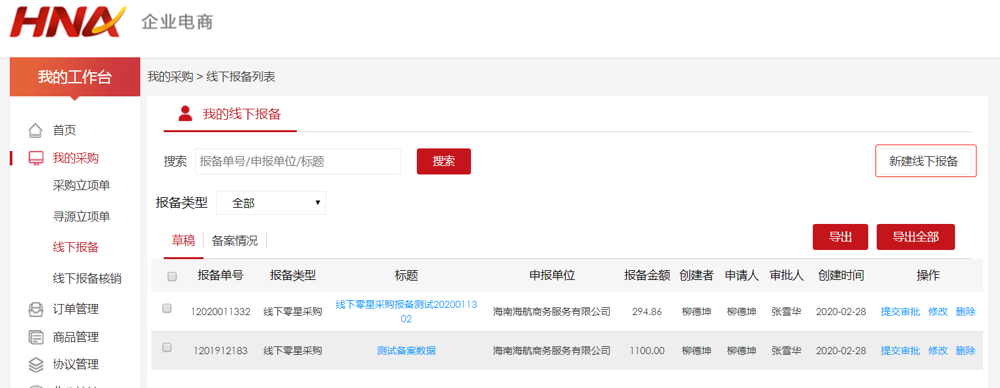 HNA 企业电商
我的工作台
我的采购 > 线下报备列表
首页
我的采购
采购立项单
寻源立项单
线下报备
线下报备核销
订单管理
商品管理
协议管理
我的线下报备
搜索 报备单号/申报单位/标题 搜索 新建线下报备
报备类型 全部
草稿 备案情况 导出 导出全部
报备单号 报备类型 标题 申报单位 报备金额 创建者 申请人 审批人 创建时间 操作
12020011332 线下零星采购 线下零星采购报备测试20200113 海南海航商务服务有限公司 294.86 柳德坤 柳德坤 张雪华 2020-02-28 提交审批 修改 删除
02
1201912183 线下零星采购 测试备案数据 海南海航商务服务有限公司 1100.00 柳德坤 柳德坤 张雪华 2020-02-28 提交审批 修改 删除